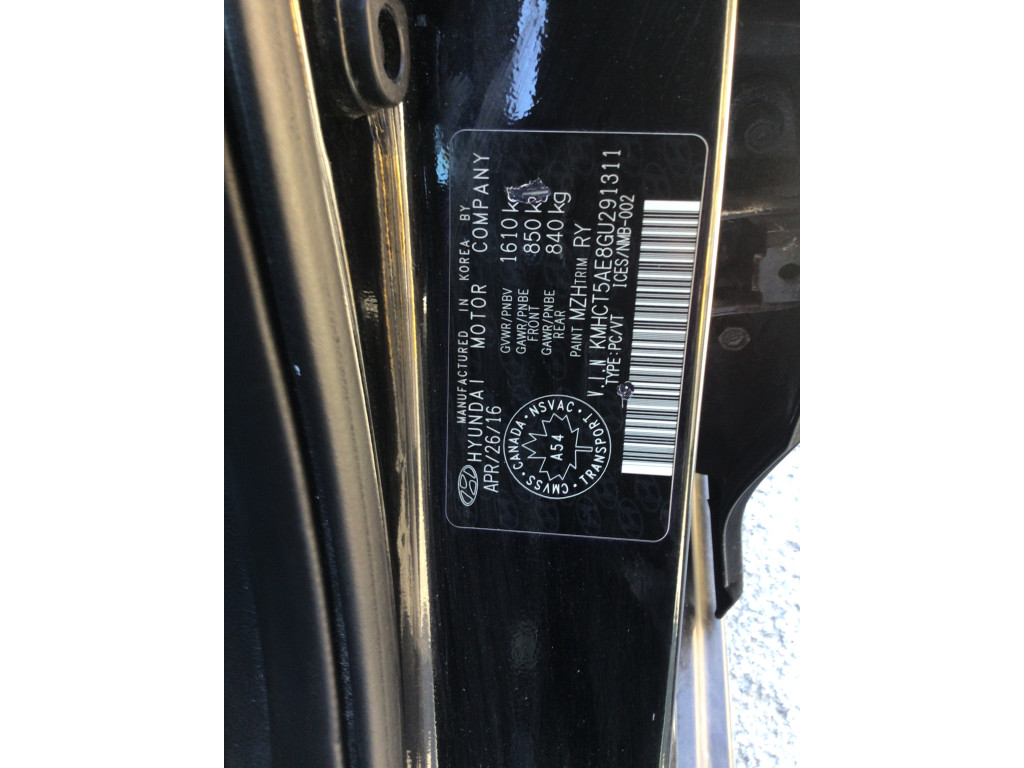 MANUFACTURED IN KOREA BY
HYUNDAI MOTOR COMPANY
APR/26/16
GVWR/PNBV 1610 kg
GAWR/PNBE FRONT 850 kg
GAWR/PNBE REAR 840 kg
PAINT MZH TRIM RY
V.I.N KMHCT5AE8GU291311
TYPE:PC/VT ICES/NMB-002
CANADA · NSVAC · TRANSPORT · CMVSS ·
A54